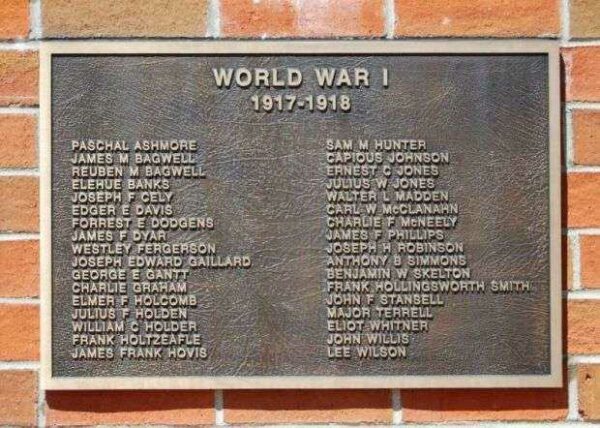 WORLD WAR I
1917-1918
PASCHAL ASHMORE
JAMES M BAGWELL
REUBEN M BAGWELL
ELEHUE BANKS
JOSEPH F CELY
EDGER E DAVIS
FORREST E DODGENS
JAMES F DYAR
WESTLEY FERGERSON
JOSEPH EDWARD GAILLARD
GEORGE E GANTT
CHARLIE GRAHAM
ELMER F HOLCOMB
JULIUS F HOLDEN
WILLIAM C HOLDER
FRANK HOLTZEAFLE
JAMES FRANK HOVIS
SAM M HUNTER
CAPIOUS JOHNSON
ERNEST C JONES
JULIUS W JONES
WALTER L MADDEN
CARL W McCLANAHN
CHARLIE F McNEELY
JAMES F PHILLIPS
JOSEPH H ROBINSON
ANTHONY B SIMMONS
BENJAMIN W SKELTON
FRANK HOLLINGSWORTH SMITH
JOHN F STANSELL
MAJOR TERRELL
ELIOT WHITNER
JOHN WILLIS
LEE WILSON